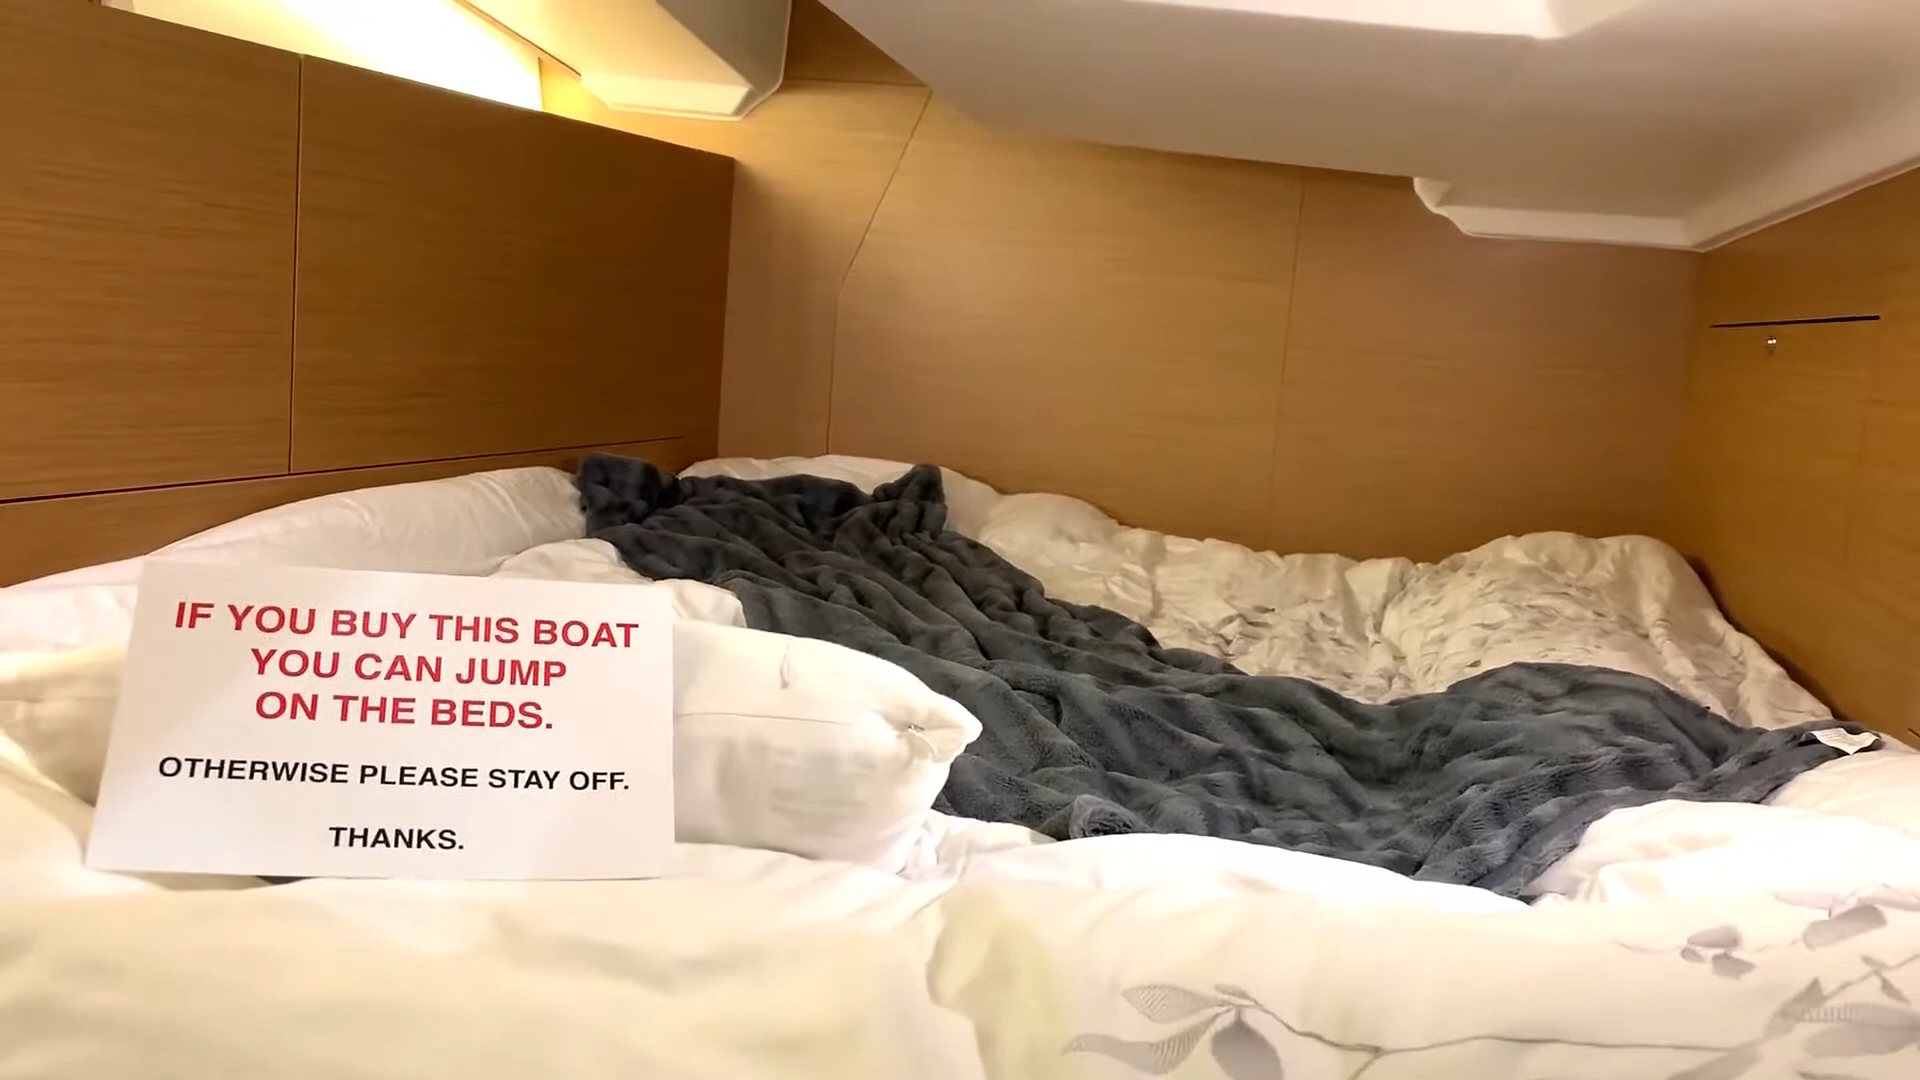 IF YOU BUY THIS BOAT
YOU CAN JUMP
ON THE BEDS.
OTHERWISE PLEASE STAY OFF.
THANKS.